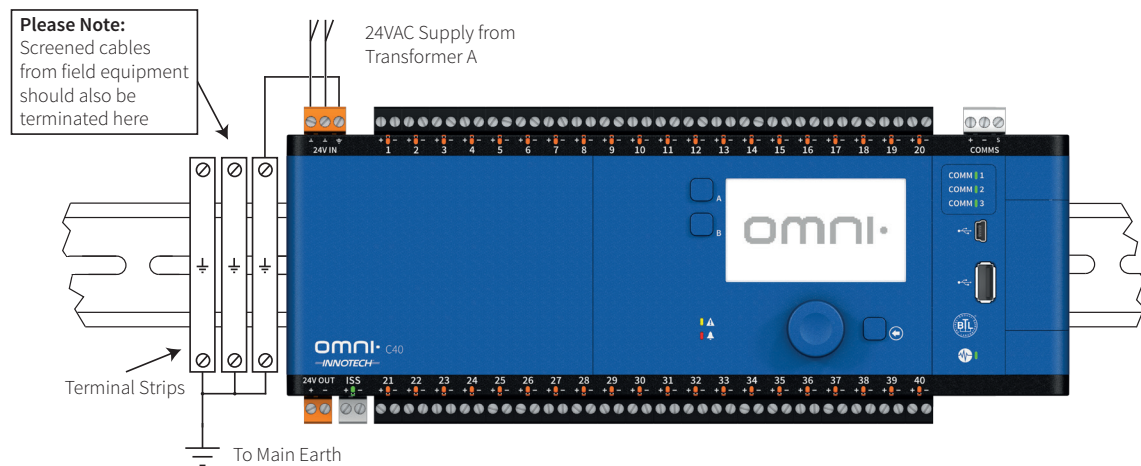 Please Note:
Screened cables
from field equipment
should also be
terminated here
24VAC Supply from
Transformer A
24V IN
+ - + - + - + - + - + - + - + - + - + - + - + - + - + - + - + - + - + - + - + -
1 2 3 4 5 6 7 8 9 10 11 12 13 14 15 16 17 18 19 20
+ - S
COMMS
COMM 1
COMM 2
COMM 3
A
B
omni
BTL
omni C40
INNOTECH
Terminal Strips
24V OUT ISS 21 22 23 24 25 26 27 28 29 30 31 32 33 34 35 36 37 38 39 40
+ - + - + - + - + - + - + - + - + - + - + - + - + - + - + - + - + - + - + - + - + -
To Main Earth